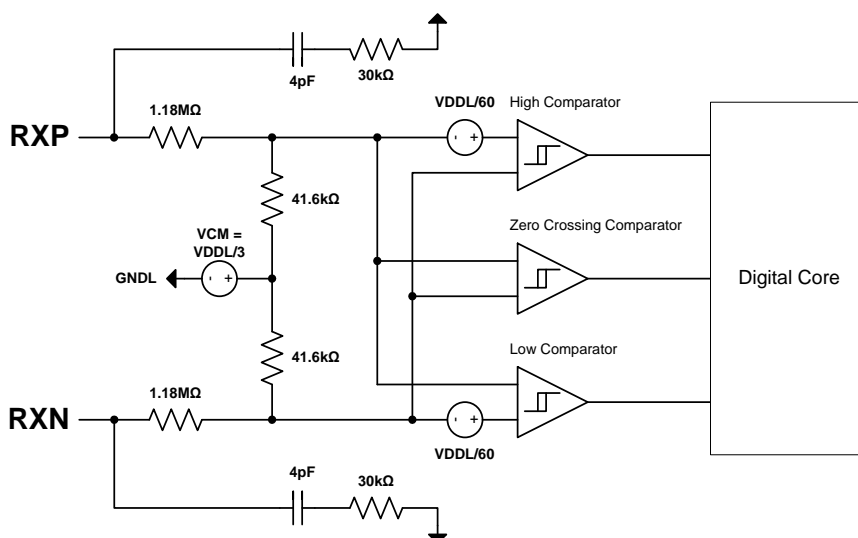 4pF
30kΩ
1.18MΩ
VDDL/60
High Comparator
RXP
41.6kΩ
Zero Crossing Comparator
VCM =
VDDL/3
- +
GNDL
- +
Digital Core
41.6kΩ
Low Comparator
1.18MΩ
RXN
- +
VDDL/60
4pF
30kΩ